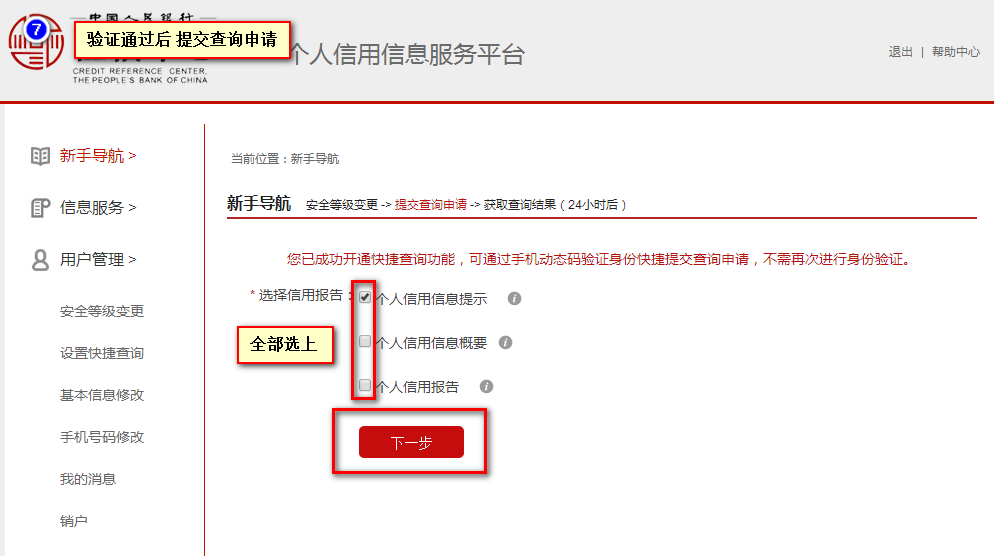 7
验证通过后 提交查询申请
中国人民银行
CREDIT REFERENCE CENTER,
THE PEOPLE'S BANK OF CHINA
个人信用信息服务平台
退出 | 帮助中心
新手导航 >
信息服务 >
用户管理 >
安全等级变更
设置快捷查询
基本信息修改
手机号码修改
我的消息
销户
当前位置：新手导航
新手导航 安全等级变更 -> 提交查询申请 -> 获取查询结果（24小时后）
您已成功开通快捷查询功能，可通过手机动态码验证身份快捷提交查询申请，不需再次进行身份验证。
* 选择信用报告：
个人信用信息提示
全部选上
个人信用信息概要
个人信用报告
下一步